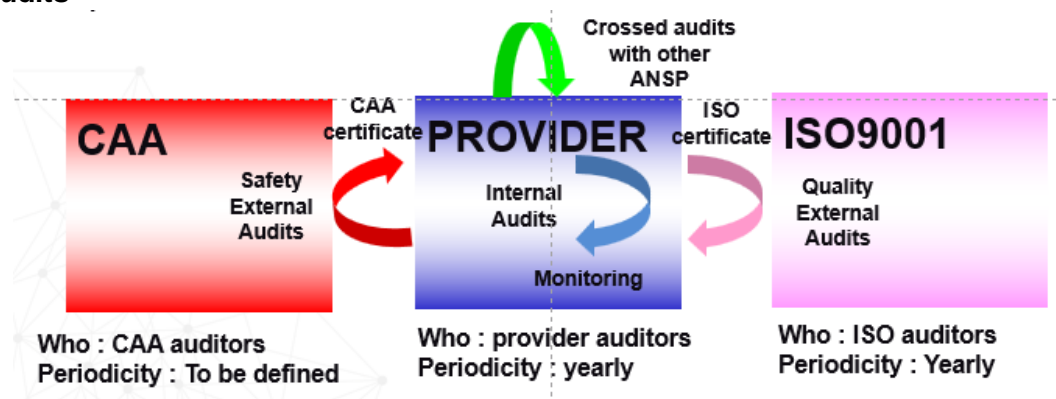 Crossed audits
with other
ANSP
CAA
Safety
External
Audits
CAA
certificate
PROVIDER
Internal
Audits
Monitoring
ISO
certificate
ISO9001
Quality
External
Audits
Who : CAA auditors
Periodicity : To be defined
Who : provider auditors
Periodicity : yearly
Who : ISO auditors
Periodicity : Yearly